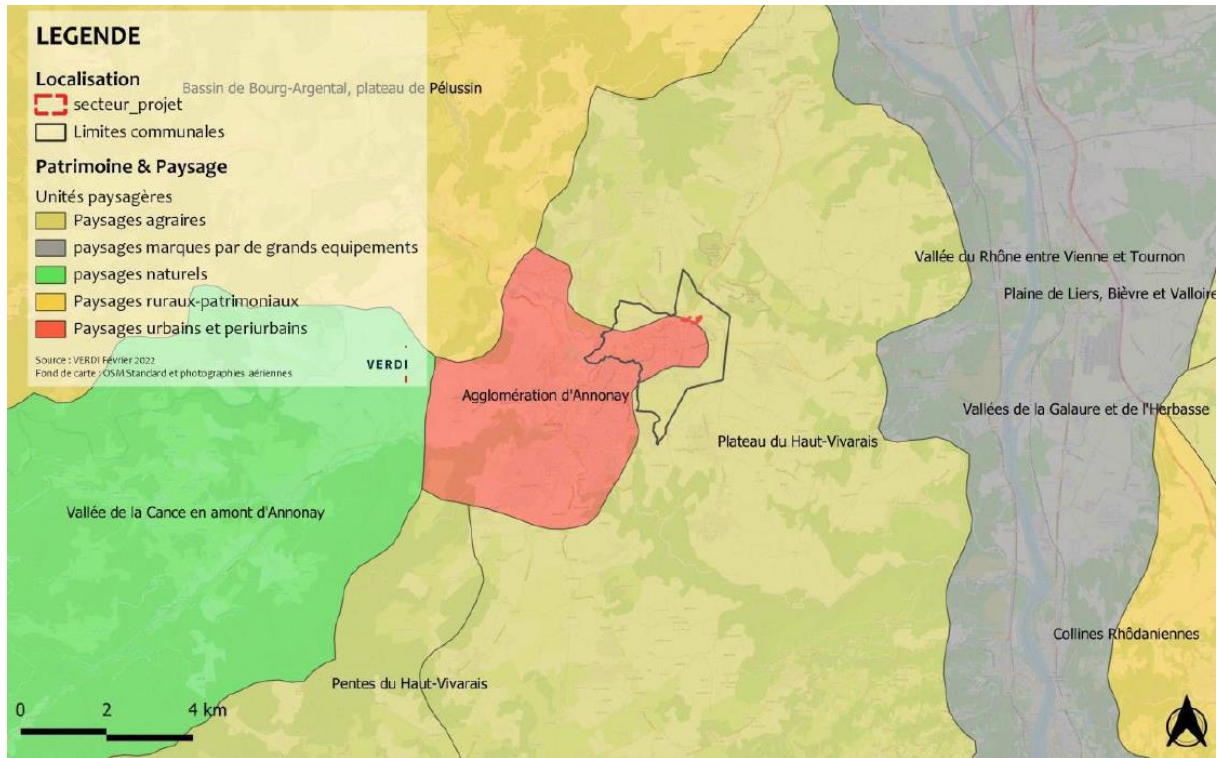 LEGENDE
Localisation
Bassin de Bourg-Argental, plateau de Pélussin
secteur_projet
Limites communales
Patrimoine & Paysage
Unités paysagères
Paysages agraires
paysages marques par de grands equipements
paysages naturels
Paysages ruraux-patrimoniaux
Paysages urbains et periurbains
Source : VERDI Février 2022
Fond de carte : OSM Standard et photographies aériennes
VERDI
Vallée du Rhône entre Vienne et Tournon
Plaine de Liers, Bièvre et Valloire
Agglomération d'Annonay
Vallées de la Galaure et de l'Herbasse
Plateau du Haut-Vivarais
Vallée de la Cance en amont d'Annonay
Collines Rhôdaniennes
Pentes du Haut-Vivarais
0 2 4 km